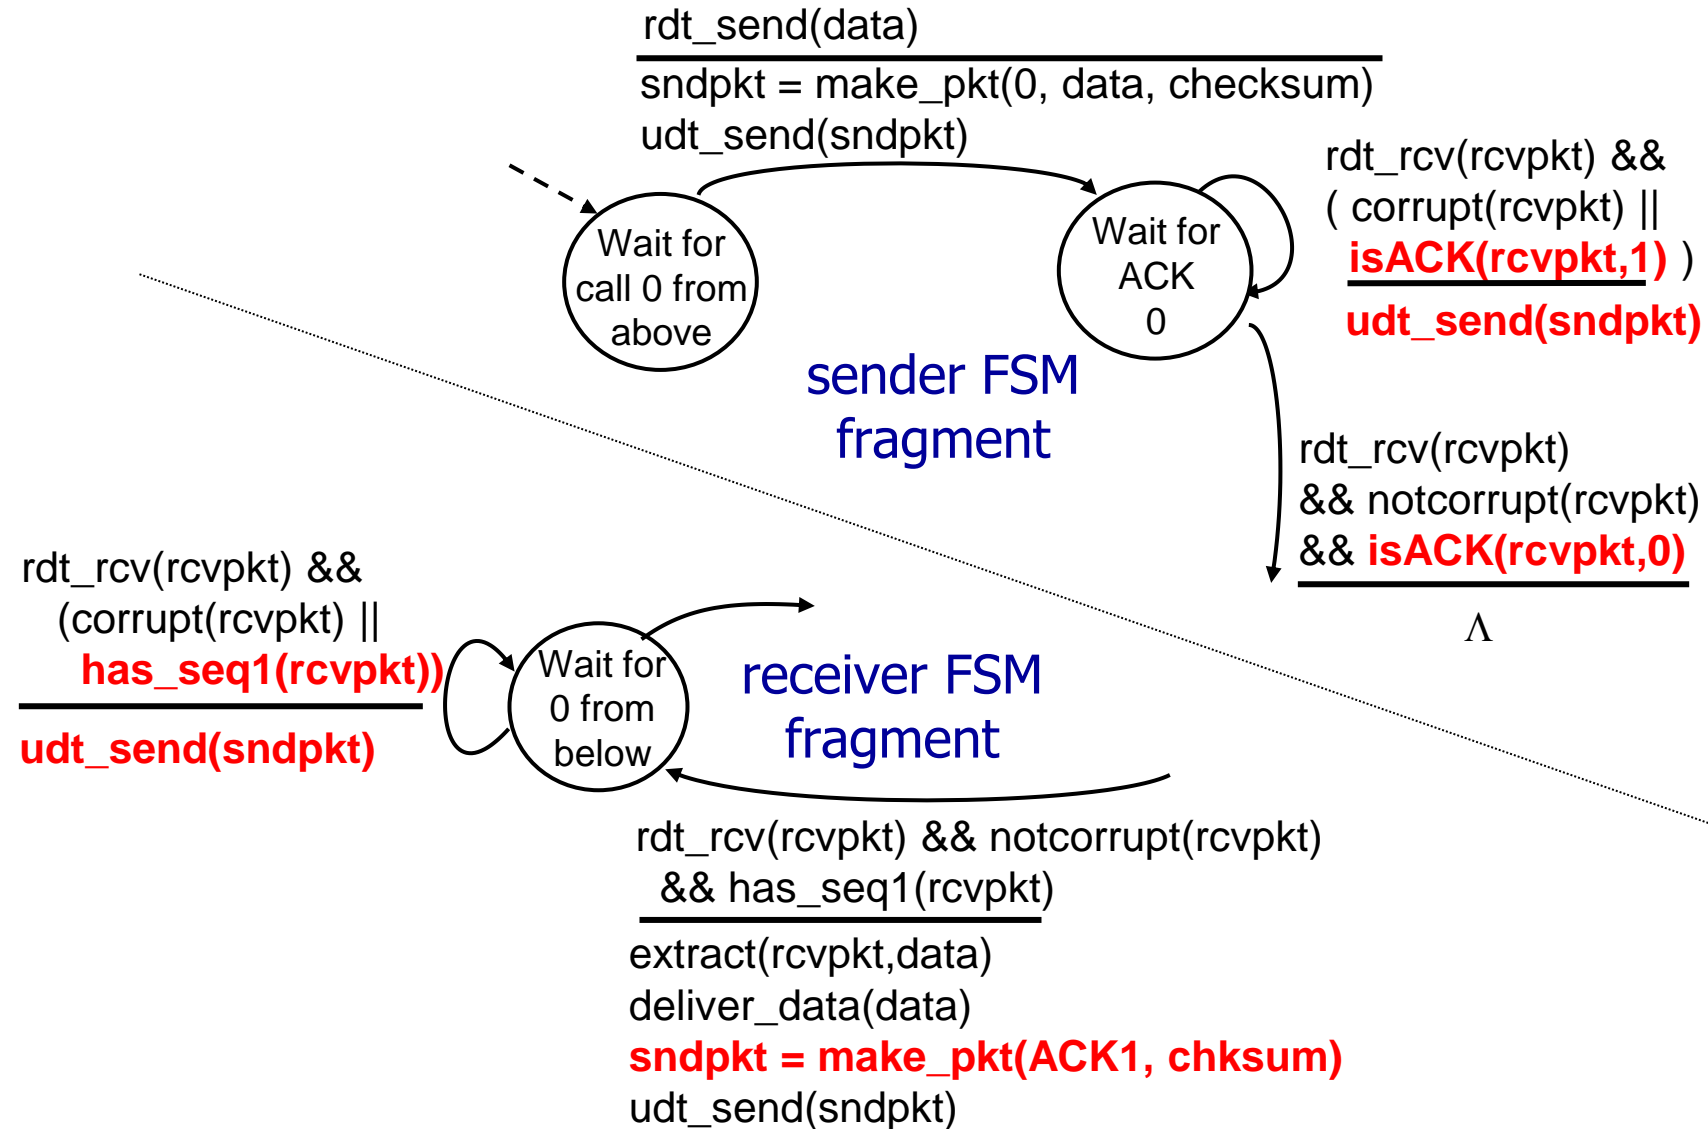 rdt_send(data)
sndpkt = make_pkt(0, data, checksum)
udt_send(sndpkt)
Wait for
call 0 from
above
Wait for
ACK
0
rdt_rcv(rcvpkt) &&
( corrupt(rcvpkt) ||
isACK(rcvpkt,1) )
udt_send(sndpkt)
sender FSM
fragment
rdt_rcv(rcvpkt)
&& notcorrupt(rcvpkt)
&& isACK(rcvpkt,0)
Λ
rdt_rcv(rcvpkt) &&
(corrupt(rcvpkt) ||
has_seq1(rcvpkt))
udt_send(sndpkt)
Wait for
0 from
below
receiver FSM
fragment
rdt_rcv(rcvpkt) && notcorrupt(rcvpkt)
&& has_seq1(rcvpkt)
extract(rcvpkt,data)
deliver_data(data)
sndpkt = make_pkt(ACK1, chksum)
udt_send(sndpkt)